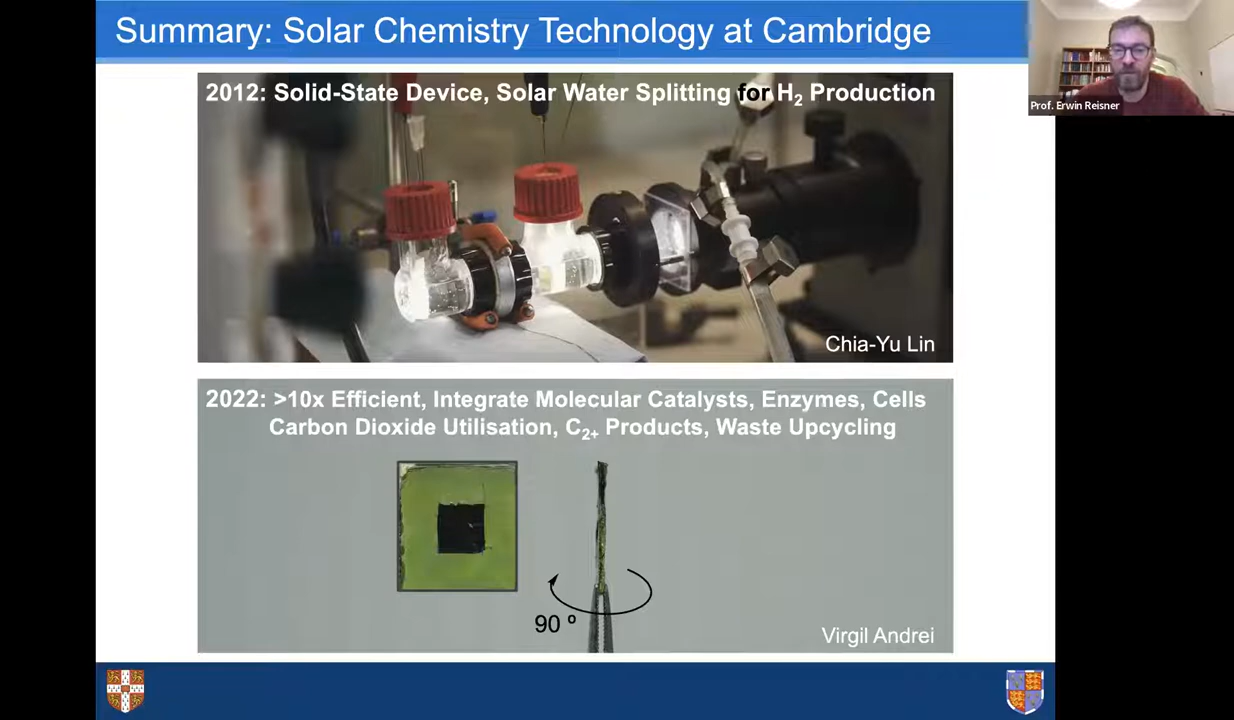 Summary: Solar Chemistry Technology at Cambridge
Prof. Erwin Reisner
2012: Solid-State Device, Solar Water Splitting for H2 Production
Chia-Yu Lin
2022: >10x Efficient, Integrate Molecular Catalysts, Enzymes, Cells
Carbon Dioxide Utilisation, C2+ Products, Waste Upcycling
90 º
Virgil Andrei